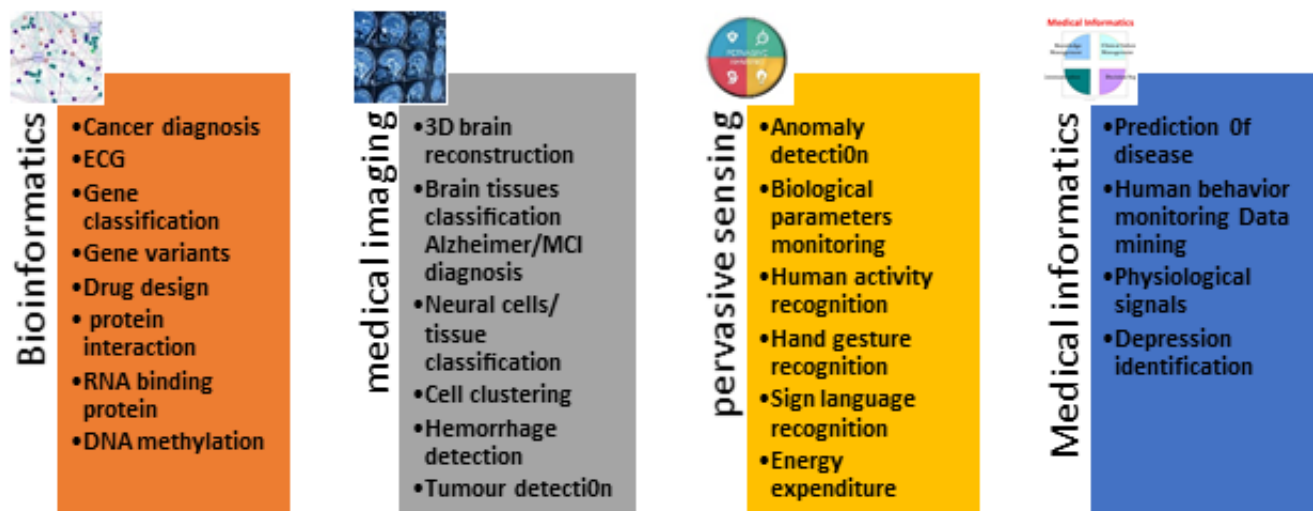 Bioinformatics
•Cancer diagnosis
•ECG
•Gene
classification
•Gene variants
•Drug design
• protein
interaction
•RNA binding
protein
•DNA methylation
medical imaging
•3D brain
reconstruction
•Brain tissues
classification
Alzheimer/MCI
diagnosis
•Neural cells/
tissue
classification
•Cell clustering
•Hemorrhage
detection
•Tumour detecti0n
pervasive sensing
•Anomaly
detecti0n
•Biological
parameters
monitoring
•Human activity
recognition
•Hand gesture
recognition
•Sign language
recognition
•Energy
expenditure
Medical Informatics
Medical informatics
•Prediction 0f
disease
•Human behavior
monitoring Data
mining
•Physiological
signals
•Depression
identification